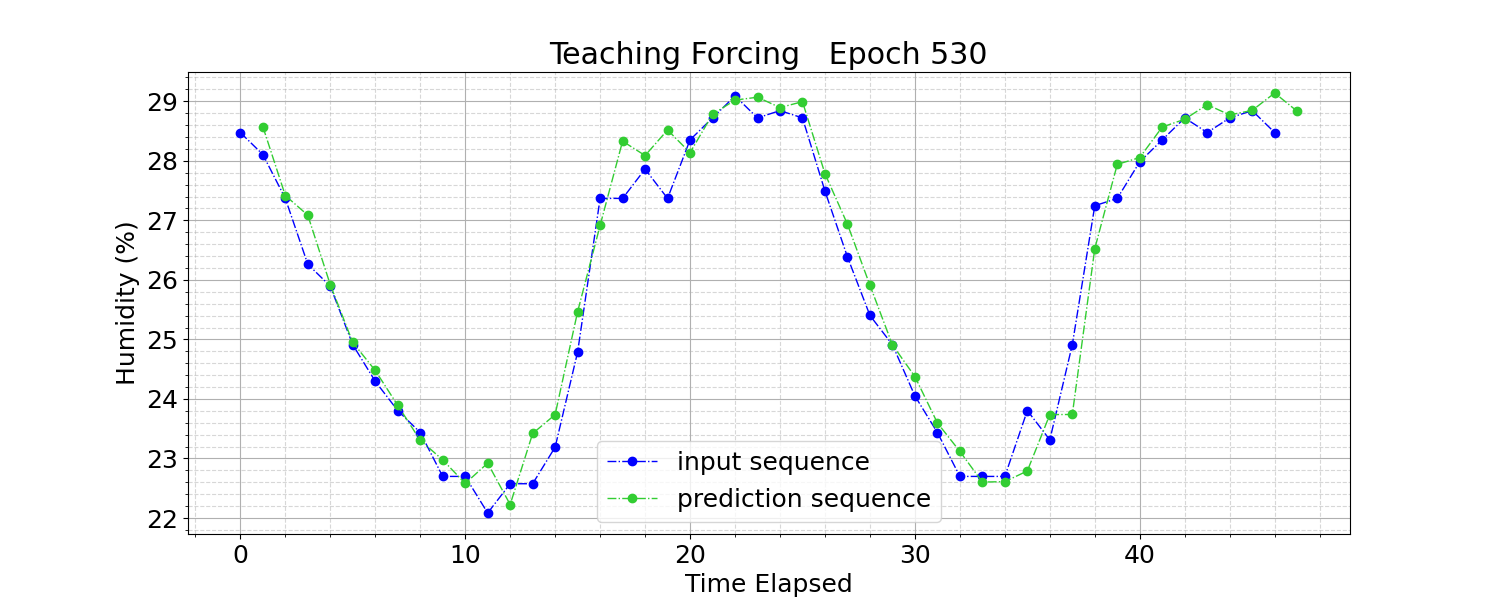 Teaching Forcing   Epoch 530
Humidity (%)
29
28
27
26
25
24
23
22
input sequence
prediction sequence
0 10 20 30 40
Time Elapsed